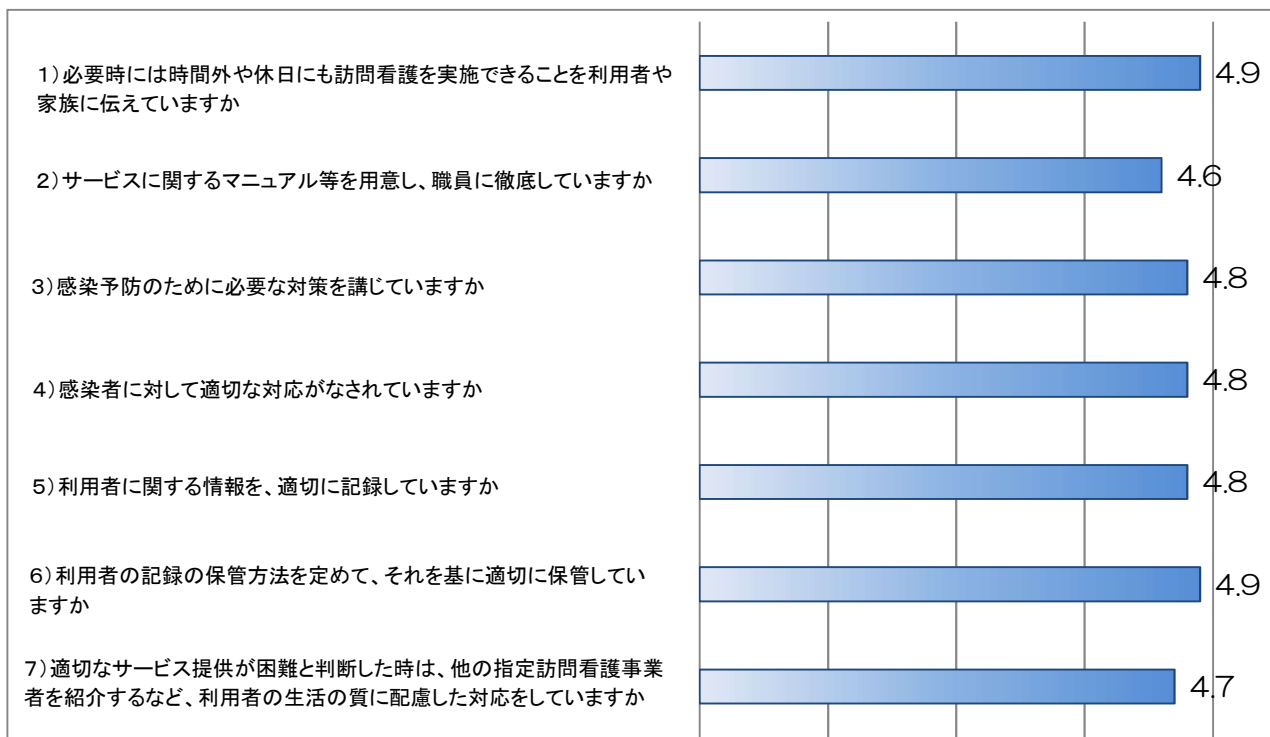 1)必要時には時間外や休日にも訪問看護を実施できることを利用者や
家族に伝えていますか
4.9
2)サービスに関するマニュアル等を用意し、職員に徹底していますか
4.6
3)感染予防のために必要な対策を講じていますか
4.8
4)感染者に対して適切な対応がなされていますか
4.8
5)利用者に関する情報を、適切に記録していますか
4.8
6)利用者の記録の保管方法を定めて、それを基に適切に保管してい
ますか
4.9
7)適切なサービス提供が困難と判断した時は、他の指定訪問看護事業
者を紹介するなど、利用者の生活の質に配慮した対応をしていますか
4.7